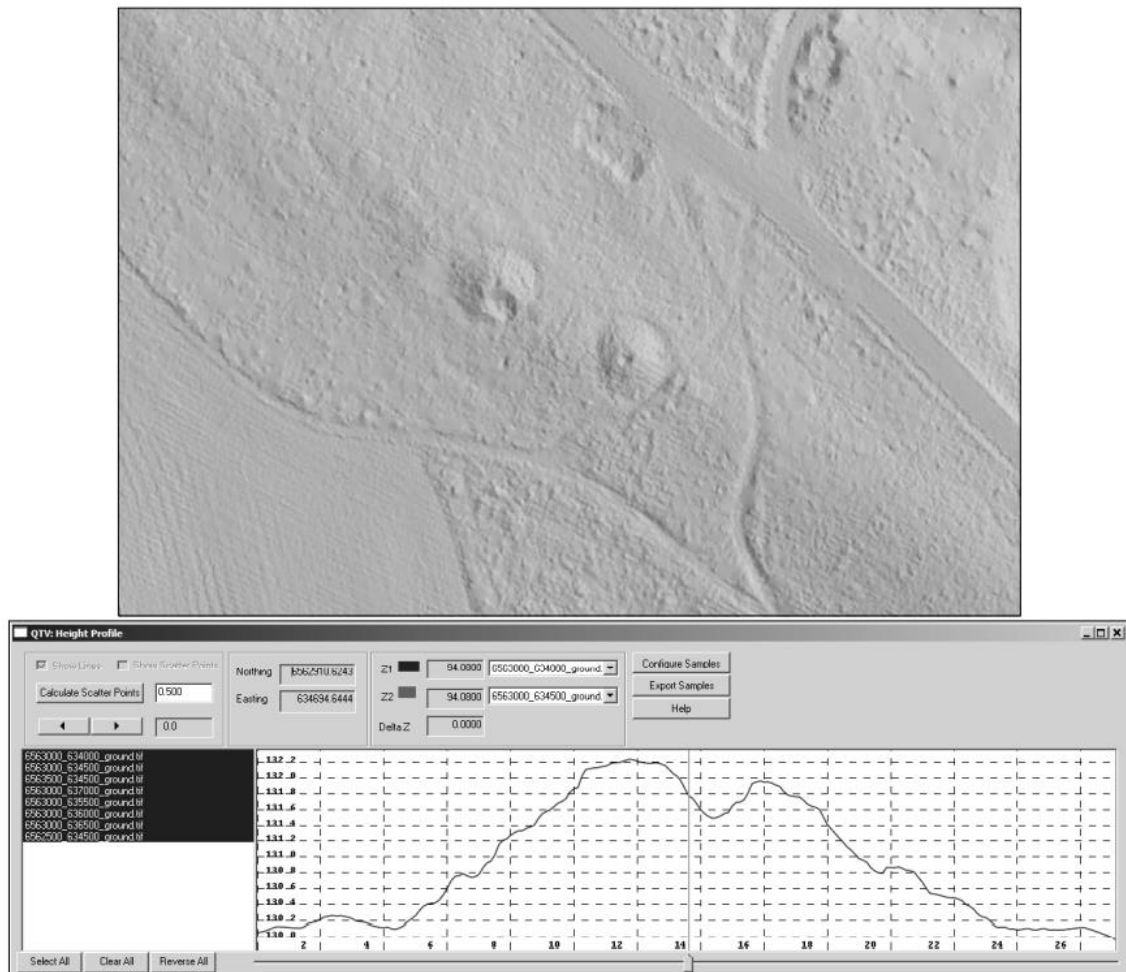 QTV: Height Profile
Show Lines Show Scatter Points
Calculate Scatter Points 0.500
0.0
Northing 6562910.6243
Easting 634694.6444
Z1 94.0000 6563000_634000_ground.
Z2 94.0800 6563000_634500_ground.
Delta Z 0.0000
Configure Samples
Export Samples
Help
6563000_634000_ground.tif
6563000_634500_ground.tif
6563500_634500_ground.tif
6563000_637000_ground.tif
6563000_635500_ground.tif
6563000_636000_ground.tif
6563000_636500_ground.tif
6562500_634500_ground.tif
132.2
132.0
131.8
131.6
131.4
131.2
131.0
130.8
130.6
130.4
130.2
130.0
2 4 6 8 10 12 14 16 18 20 22 24 26
Select All Clear All Reverse All